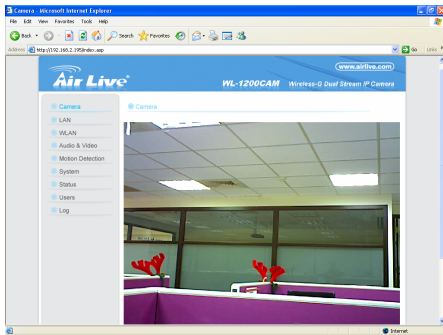 Camera - Microsoft Internet Explorer
File Edit View Favorites Tools Help
Back Search Favorites
Address http://192.168.2.195/index.asp Go Links
www.airlive.com
Air Live
WL-1200CAM Wireless-G Dual Stream IP Camera
Camera
LAN
WLAN
Audio & Video
Motion Detection
System
Status
Users
Log
Camera
Internet